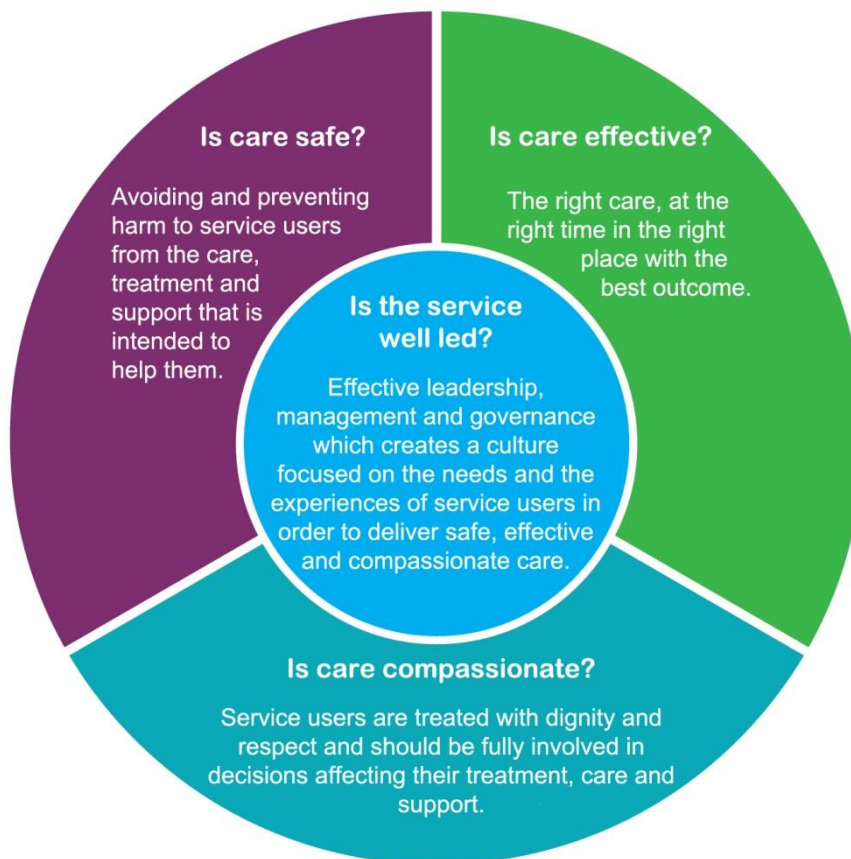 Is care safe?
Avoiding and preventing
harm to service users
from the care,
treatment and
support that is
intended to
help them.
Is care effective?
The right care, at the
right time in the right
place with the
best outcome.
Is the service
well led?
Effective leadership,
management and governance
which creates a culture
focused on the needs and the
experiences of service users in
order to deliver safe, effective
and compassionate care.
Is care compassionate?
Service users are treated with dignity and
respect and should be fully involved in
decisions affecting their treatment, care and
support.